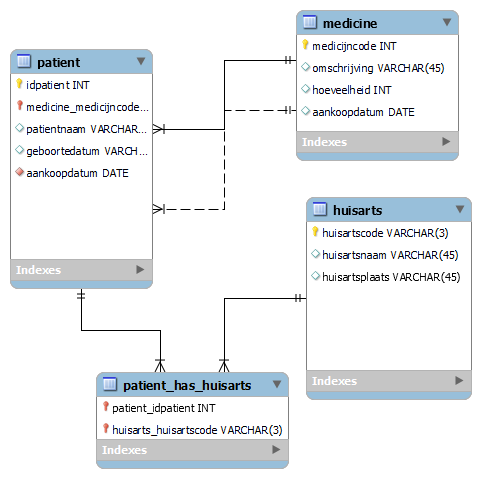 medicine
medicijncode INT
omschrijving VARCHAR(45)
hoeveelheid INT
aankoopdatum DATE
Indexes
patient
idpatient INT
medicine_medicijncode...
patientnaam VARCHAR...
geboortedatum VARCH...
aankoopdatum DATE
Indexes
huisarts
huisartscode VARCHAR(3)
huisartsnaam VARCHAR(45)
huisartsplaats VARCHAR(45)
Indexes
patient_has_huisarts
patient_idpatient INT
huisarts_huisartscode VARCHAR(3)
Indexes